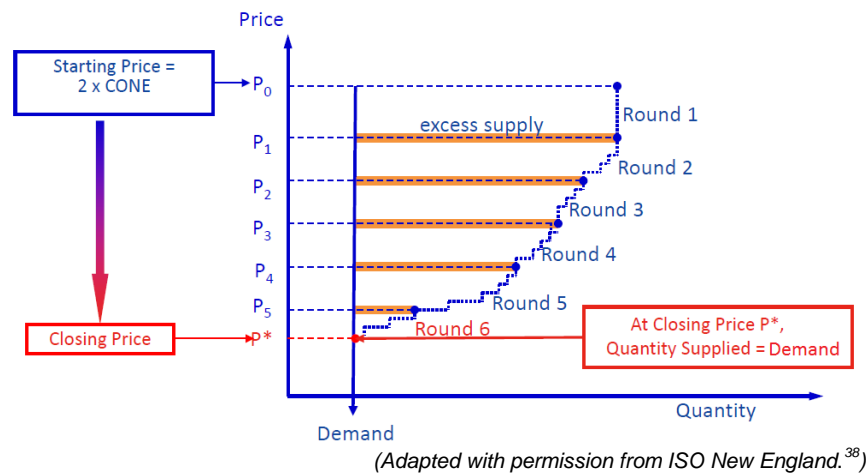 Price
Starting Price =
2 x CONE
P0
Round 1
excess supply
P1
Round 2
P2
Round 3
P3
Round 4
P4
Round 5
P5
Round 6
Closing Price
P*
At Closing Price P*,
Quantity Supplied = Demand
Quantity
Demand
(Adapted with permission from ISO New England.38)